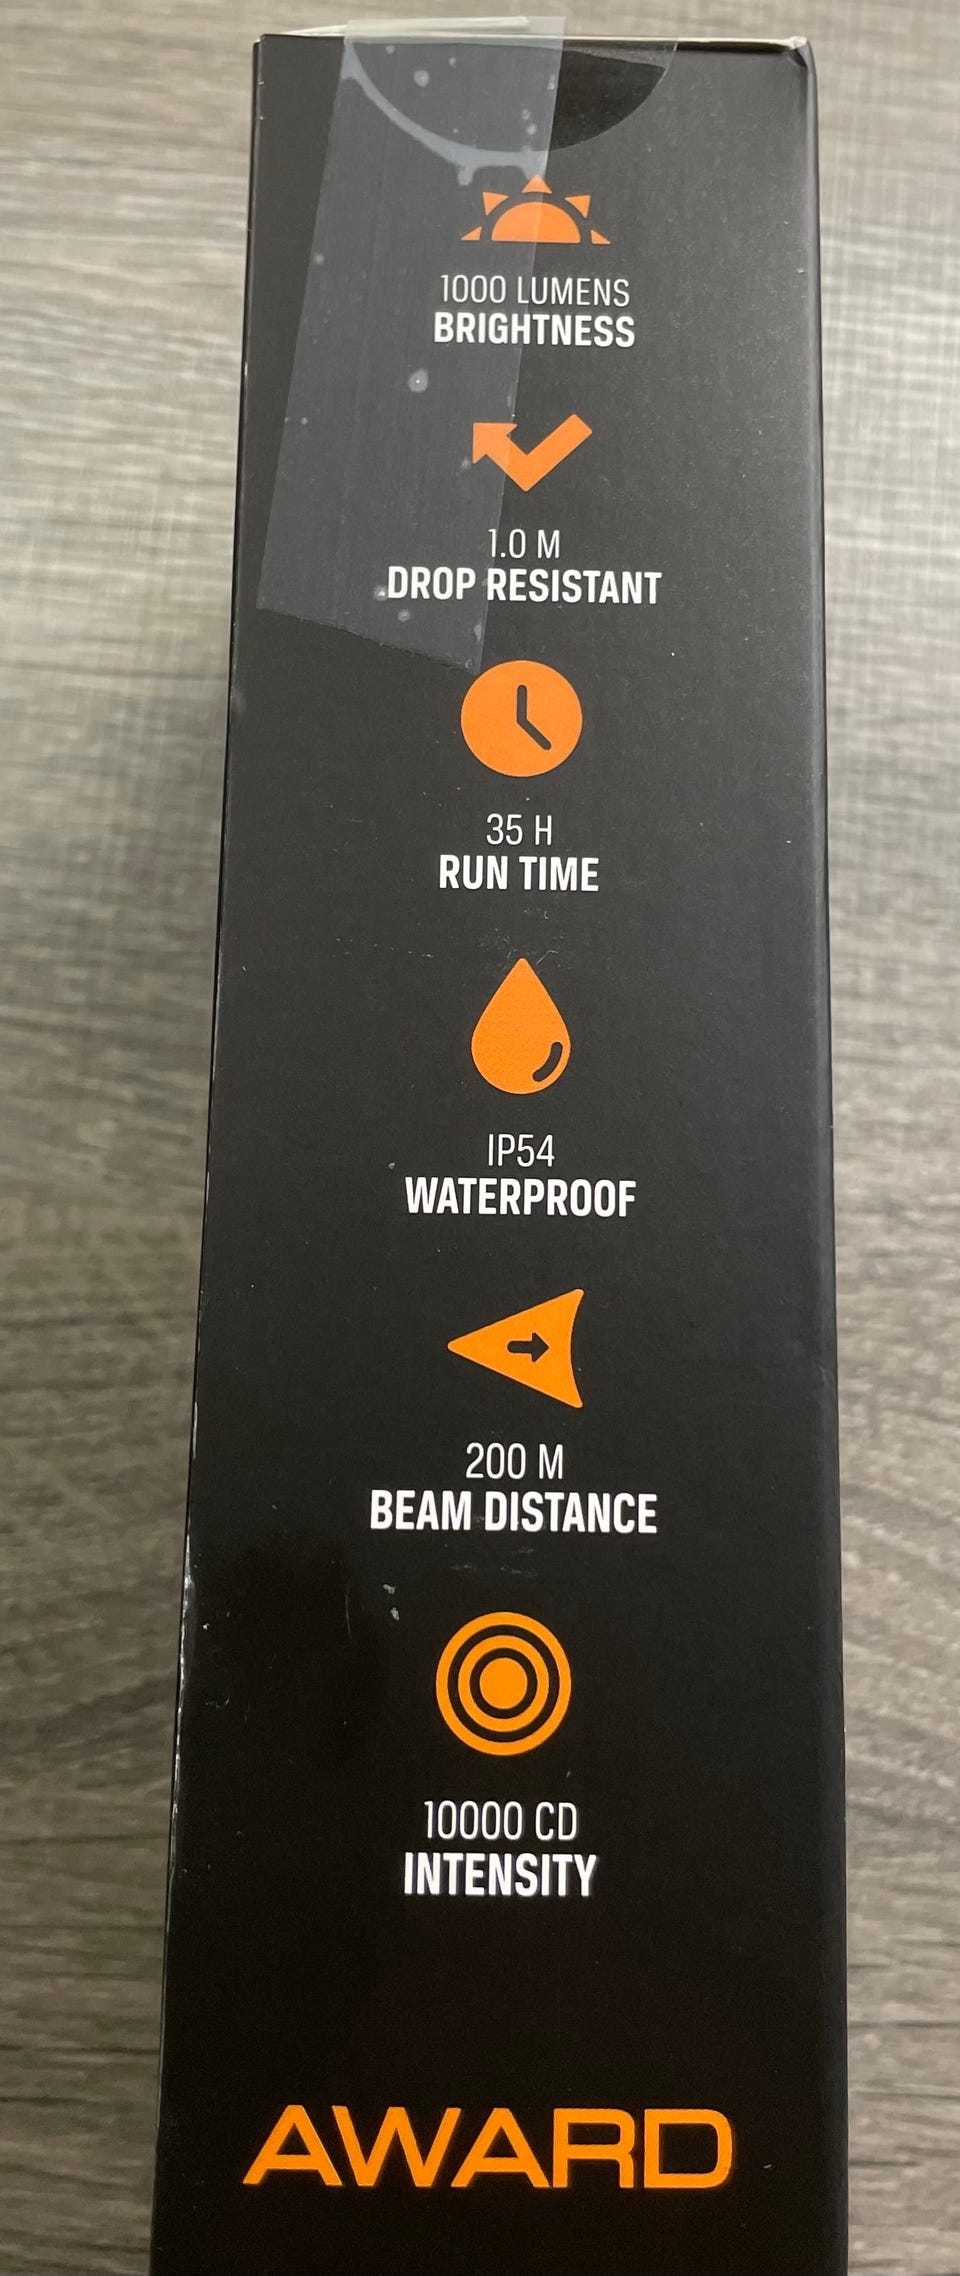 1000 LUMENS
BRIGHTNESS
1.0 M
DROP RESISTANT
35 H
RUN TIME
IP54
WATERPROOF
200 M
BEAM DISTANCE
10000 CD
INTENSITY
AWARD